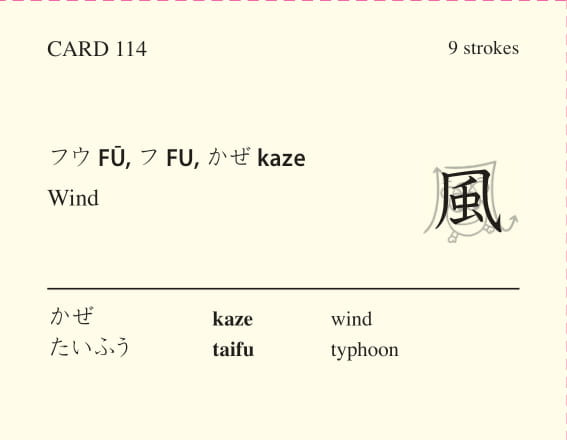 CARD 114 9 strokes
フウ FŪ, フ FU, かぜ kaze
Wind
風
かぜ kaze wind
たいふう taifu typhoon